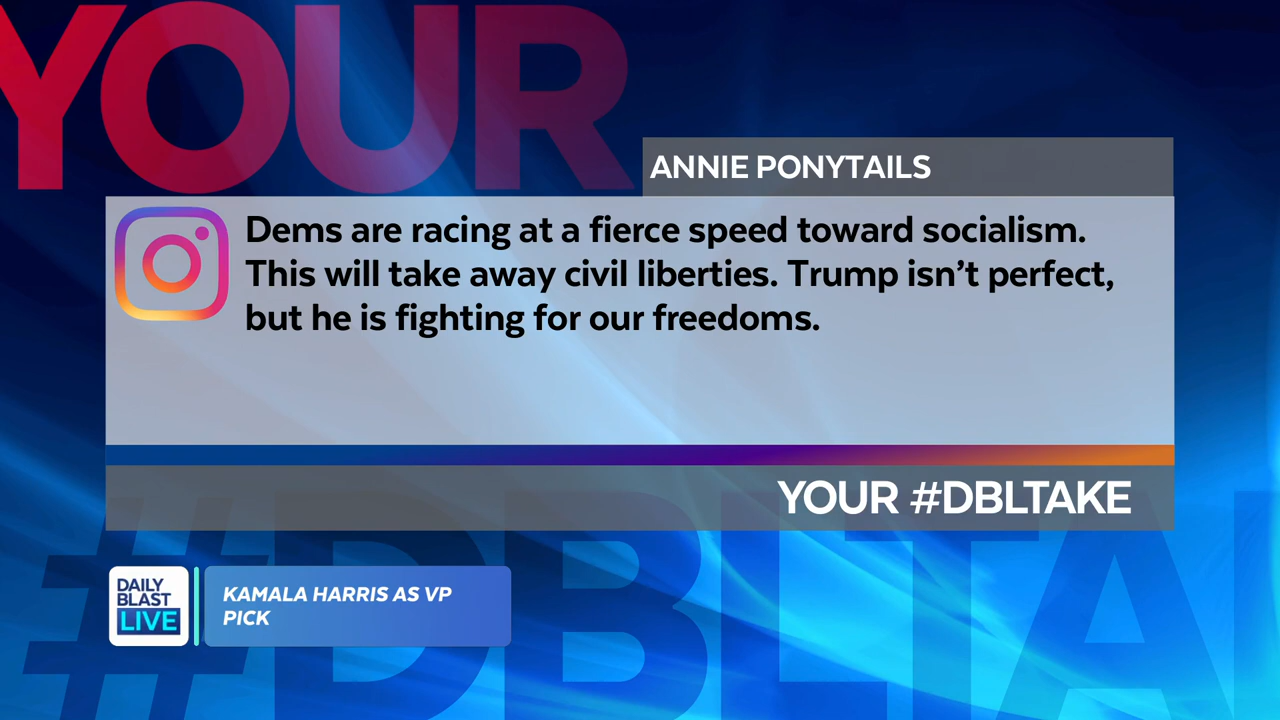 YOUR
ANNIE PONYTAILS
Dems are racing at a fierce speed toward socialism.
This will take away civil liberties. Trump isn't perfect,
but he is fighting for our freedoms.
YOUR #DBLTAKE
#DBLTAK
DAILY
BLAST
LIVE
KAMALA HARRIS AS VP
PICK